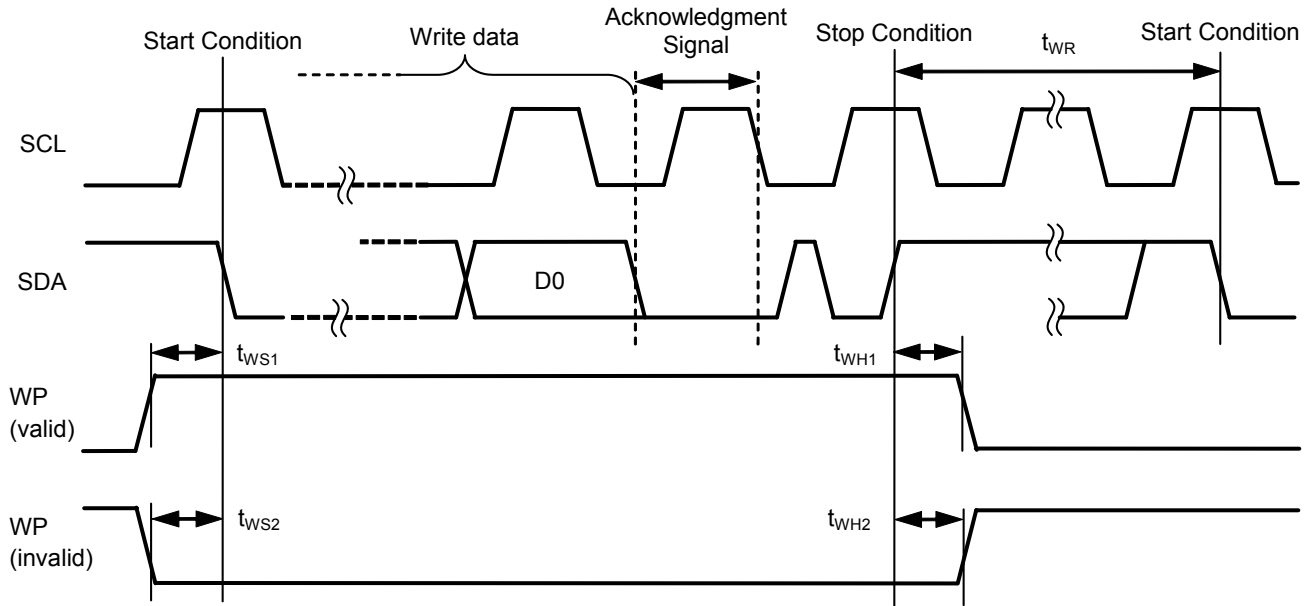 Start Condition
Write data
Acknowledgment
Signal
Stop Condition
tWR
Start Condition
SCL
SDA
D0
tWS1
tWH1
WP
(valid)
tWS2
tWH2
WP
(invalid)